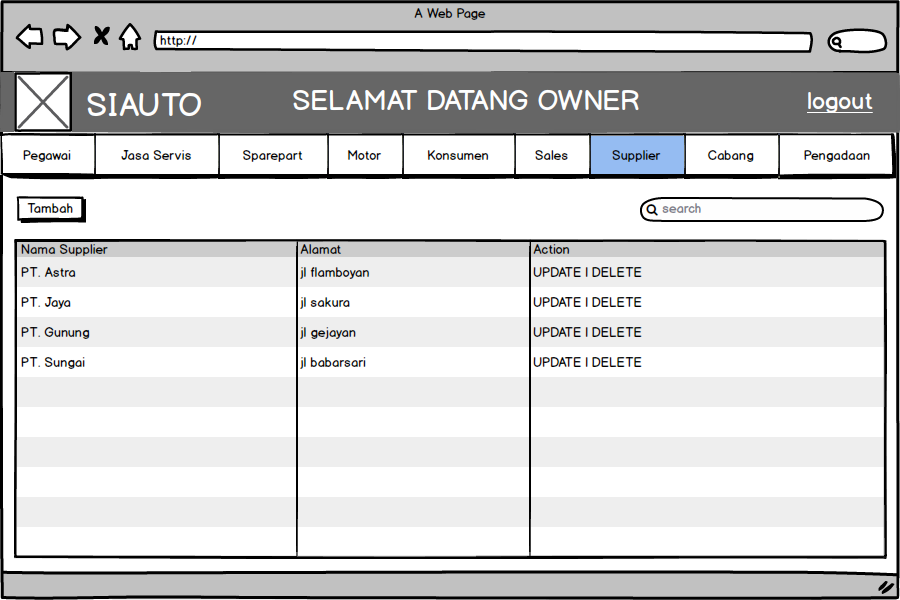 A Web Page
http://
SIAUTO
SELAMAT DATANG OWNER
logout
Pegawai
Jasa Servis
Sparepart
Motor
Konsumen
Sales
Supplier
Cabang
Pengadaan
Tambah
search
Nama Supplier Alamat Action
PT. Astra jl flamboyan UPDATE | DELETE
PT. Jaya jl sakura UPDATE | DELETE
PT. Gunung jl gejayan UPDATE | DELETE
PT. Sungai jl babarsari UPDATE | DELETE